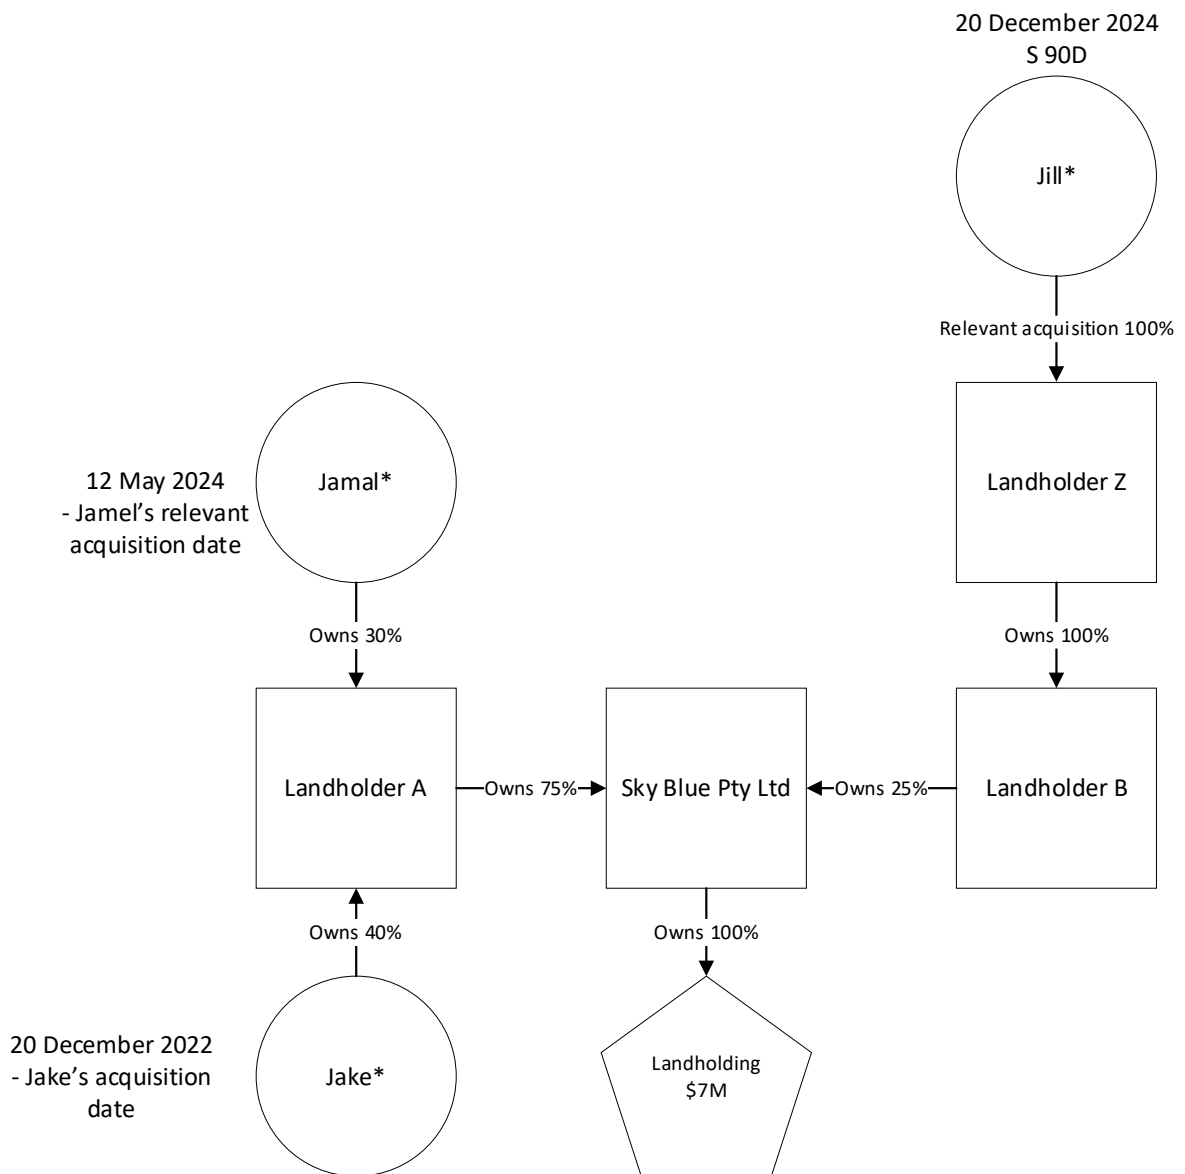 20 December 2024
S 90D
Jill*
Relevant acquisition 100%
Jamal*
Landholder Z
12 May 2024
- Jamel’s relevant
acquisition date
Owns 30%
Owns 100%
Landholder A
Owns 75%
Sky Blue Pty Ltd
Owns 25%
Landholder B
Owns 40%
Owns 100%
20 December 2022
- Jake’s acquisition
date
Jake*
Landholding
$7M